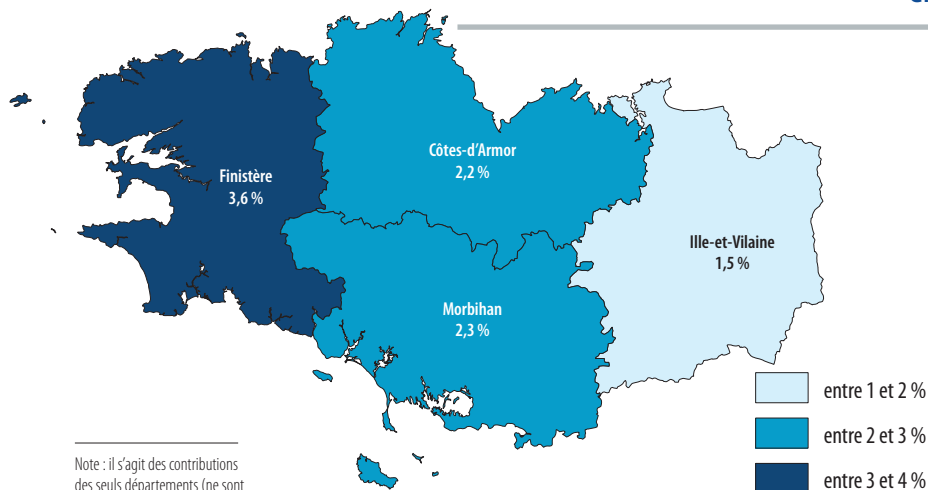 Finistère
3,6 %
Côtes-d'Armor
2,2 %
Ille-et-Vilaine
1,5 %
Morbihan
2,3 %
entre 1 et 2 %
entre 2 et 3 %
entre 3 et 4 %
Note : il s'agit des contributions
des seuls départements (ne sont